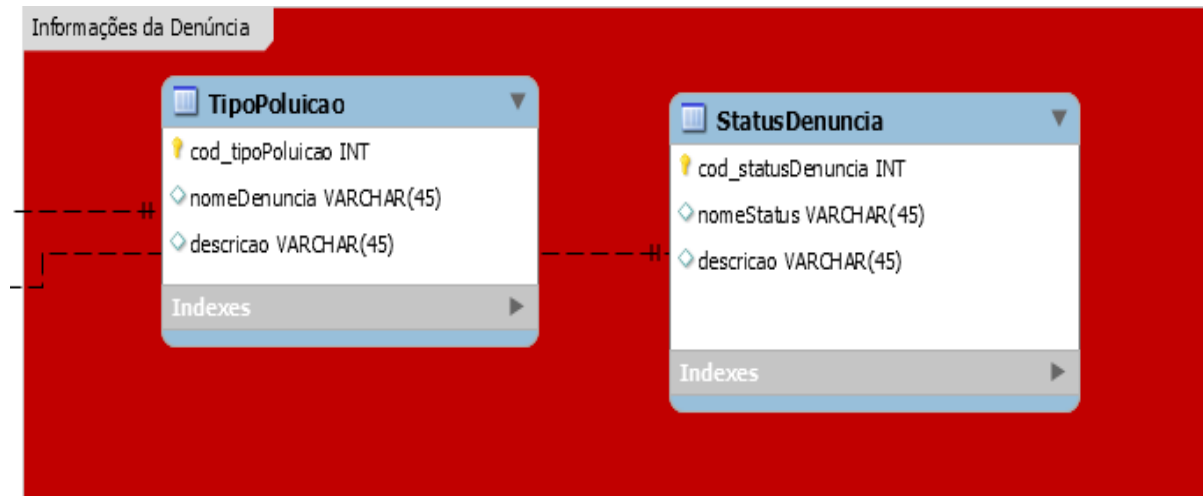 Informações da Denúncia
TipoPoluicao
cod_tipoPoluicao INT
nomeDenuncia VARCHAR(45)
descricao VARCHAR(45)
Indexes
StatusDenuncia
cod_statusDenuncia INT
nomeStatus VARCHAR(45)
descricao VARCHAR(45)
Indexes